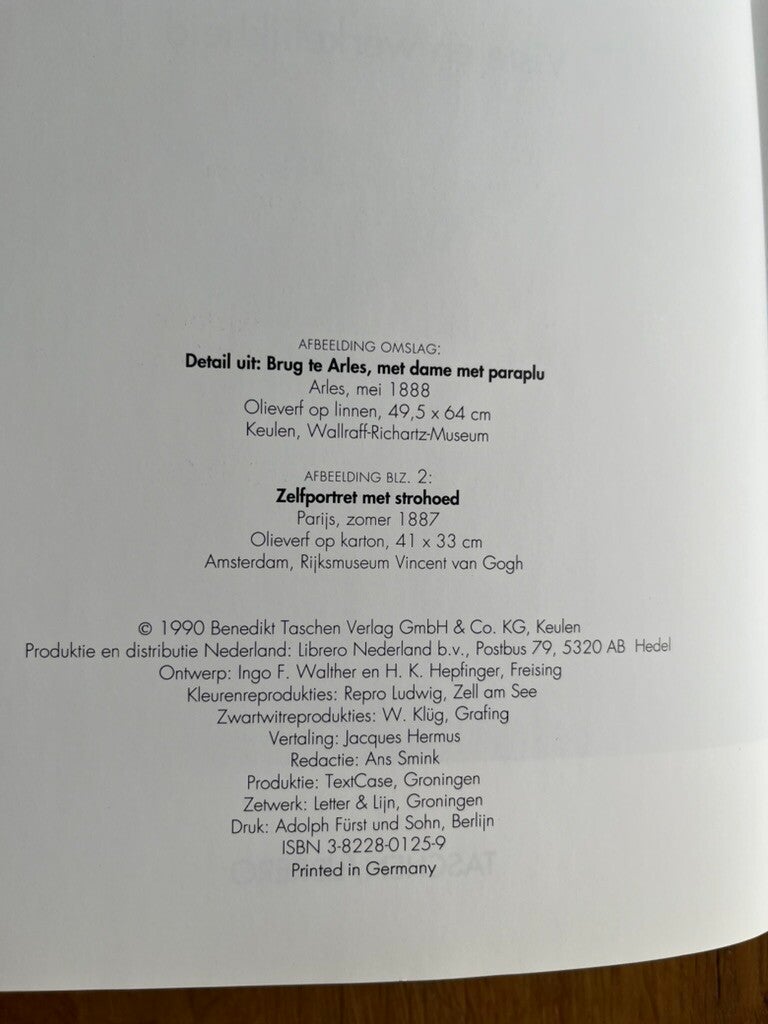 AFBEELDING OMSLAG:
Detail uit: Brug te Arles, met dame met paraplu
Arles, mei 1888
Olieverf op linnen, 49,5 x 64 cm
Keulen, Wallraff-Richartz-Museum
AFBEELDING BLZ. 2:
Zelfportret met strohoed
Parijs, zomer 1887
Olieverf op karton, 41 x 33 cm
Amsterdam, Rijksmuseum Vincent van Gogh
© 1990 Benedikt Taschen Verlag GmbH & Co. KG, Keulen
Produktie en distributie Nederland: Librero Nederland b.v., Postbus 79, 5320 AB Hedel
Ontwerp: Ingo F. Walther en H. K. Hepfinger, Freising
Kleurenreprodukties: Repro Ludwig, Zell am See
Zwartwitreprodukties: W. Klüg, Grafing
Vertaling: Jacques Hermus
Redactie: Ans Smink
Produktie: TextCase, Groningen
Zetwerk: Letter & Lijn, Groningen
Druk: Adolph Fürst und Sohn, Berlijn
ISBN 3-8228-0125-9
Printed in Germany